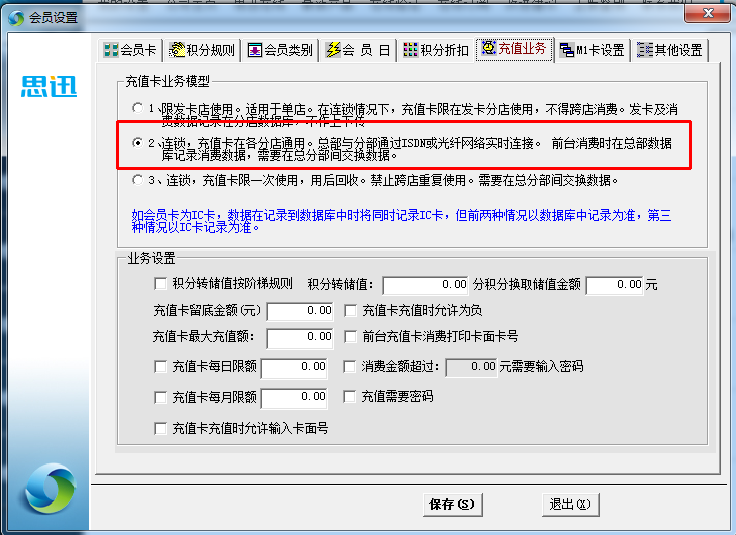 会员设置
会员卡
积分规则
会员类别
会 员 日
积分折扣
充值业务
M1卡设置
其他设置
思迅
充值卡业务模型
1、限发卡店使用。适用于单店。在连锁情况下，充值卡限在发卡分店使用，不得跨店消费。发卡及消
费数据记录在分店数据库，不作上下传
2、连锁，充值卡在各分店通用。总部与分部通过ISDN或光纤网络实时连接。 前台消费时在总部数据
库记录消费数据，需要在总分部间交换数据。
3、连锁，充值卡限一次使用，用后回收。禁止跨店重复使用。需要在总分部间交换数据。
如会员卡为IC卡，数据在记录到数据库中时将同时记录IC卡，但前两种情况以数据库中记录为准，第三
种情况以IC卡记录为准。
业务设置
积分转储值按阶梯规则 积分转储值： 0.00 分积分换取储值金额 0.00 元
充值卡留底金额(元) 0.00 充值卡充值时允许为负
充值卡最大充值额： 0.00 前台充值卡消费打印卡面卡号
充值卡每日限额 0.00 消费金额超过： 0.00 元需要输入密码
充值卡每月限额 0.00 充值需要密码
充值卡充值时允许输入卡面号
保存(S)
退出(X)